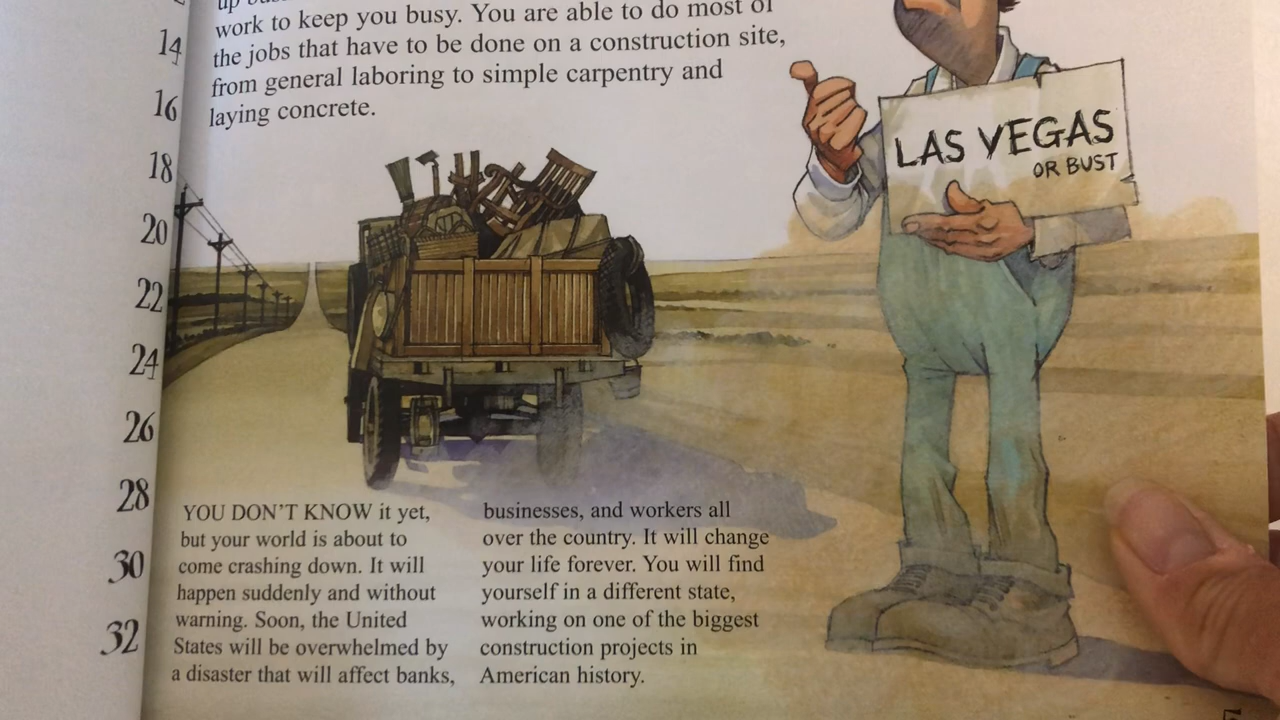 14
16
18
20
22
24
26
28
30
32
work to keep you busy. You are able to do most of
the jobs that have to be done on a construction site,
from general laboring to simple carpentry and
laying concrete.
LAS VEGAS
OR BUST
YOU DON'T KNOW it yet,
but your world is about to
come crashing down. It will
happen suddenly and without
warning. Soon, the United
States will be overwhelmed by
a disaster that will affect banks,
businesses, and workers all
over the country. It will change
your life forever. You will find
yourself in a different state,
working on one of the biggest
construction projects in
American history.